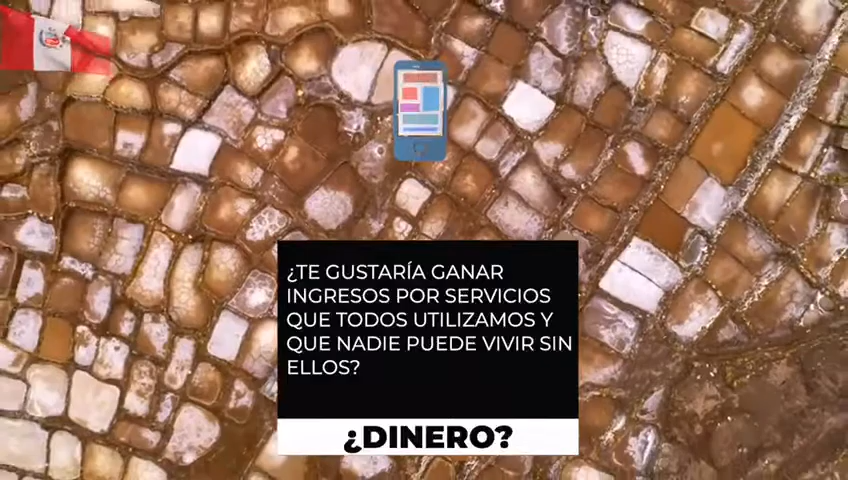 ¿TE GUSTARÍA GANAR
INGRESOS POR SERVICIOS
QUE TODOS UTILIZAMOS Y
QUE NADIE PUEDE VIVIR SIN
ELLOS?
¿DINERO?